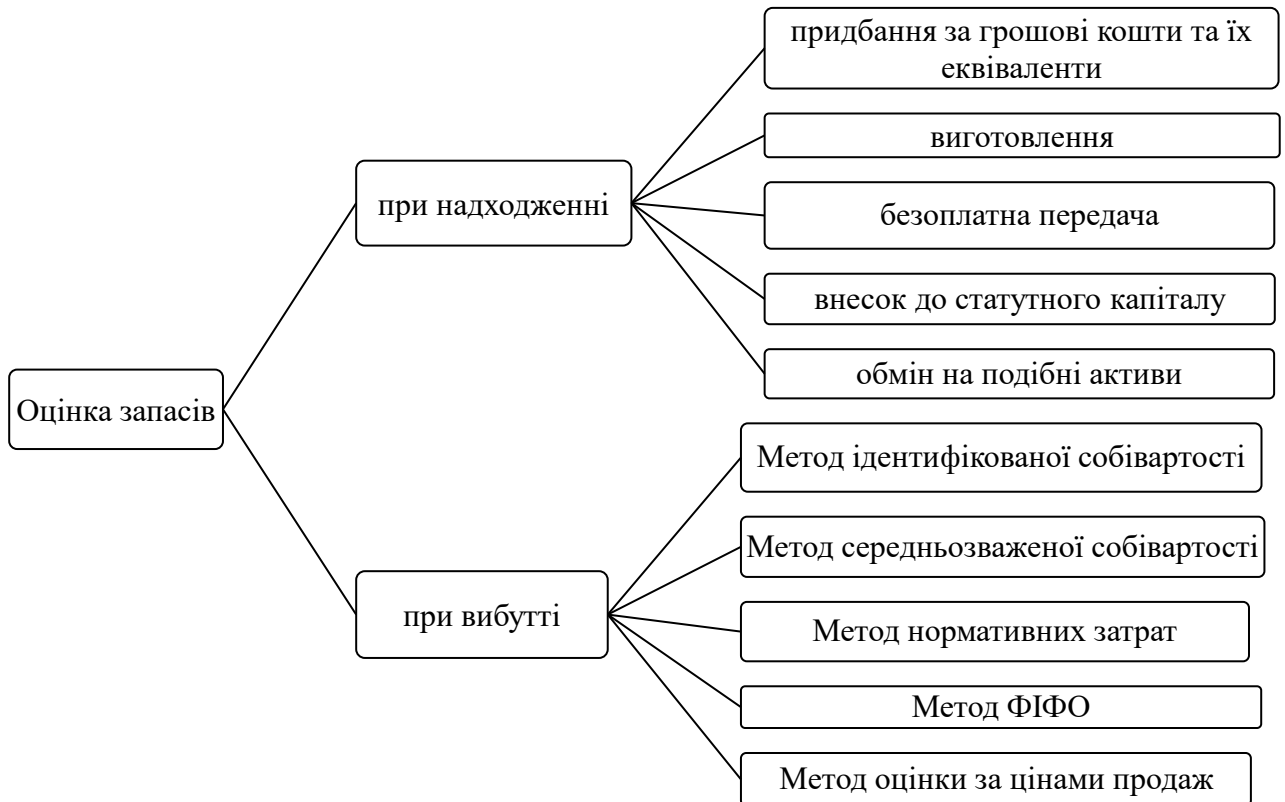 придбання за грошові кошти та їх
еквіваленти
виготовлення
при надходженні
безоплатна передача
внесок до статутного капіталу
обмін на подібні активи
Оцінка запасів
Метод ідентифікованої собівартості
Метод середньозваженої собівартості
при вибутті
Метод нормативних затрат
Метод ФІФО
Метод оцінки за цінами продаж